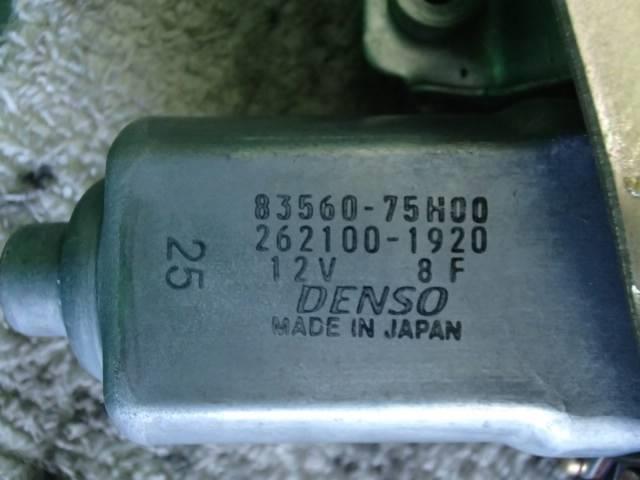 83560-75H00
262100-1920
12V 8F
DENSO
MADE IN JAPAN
25